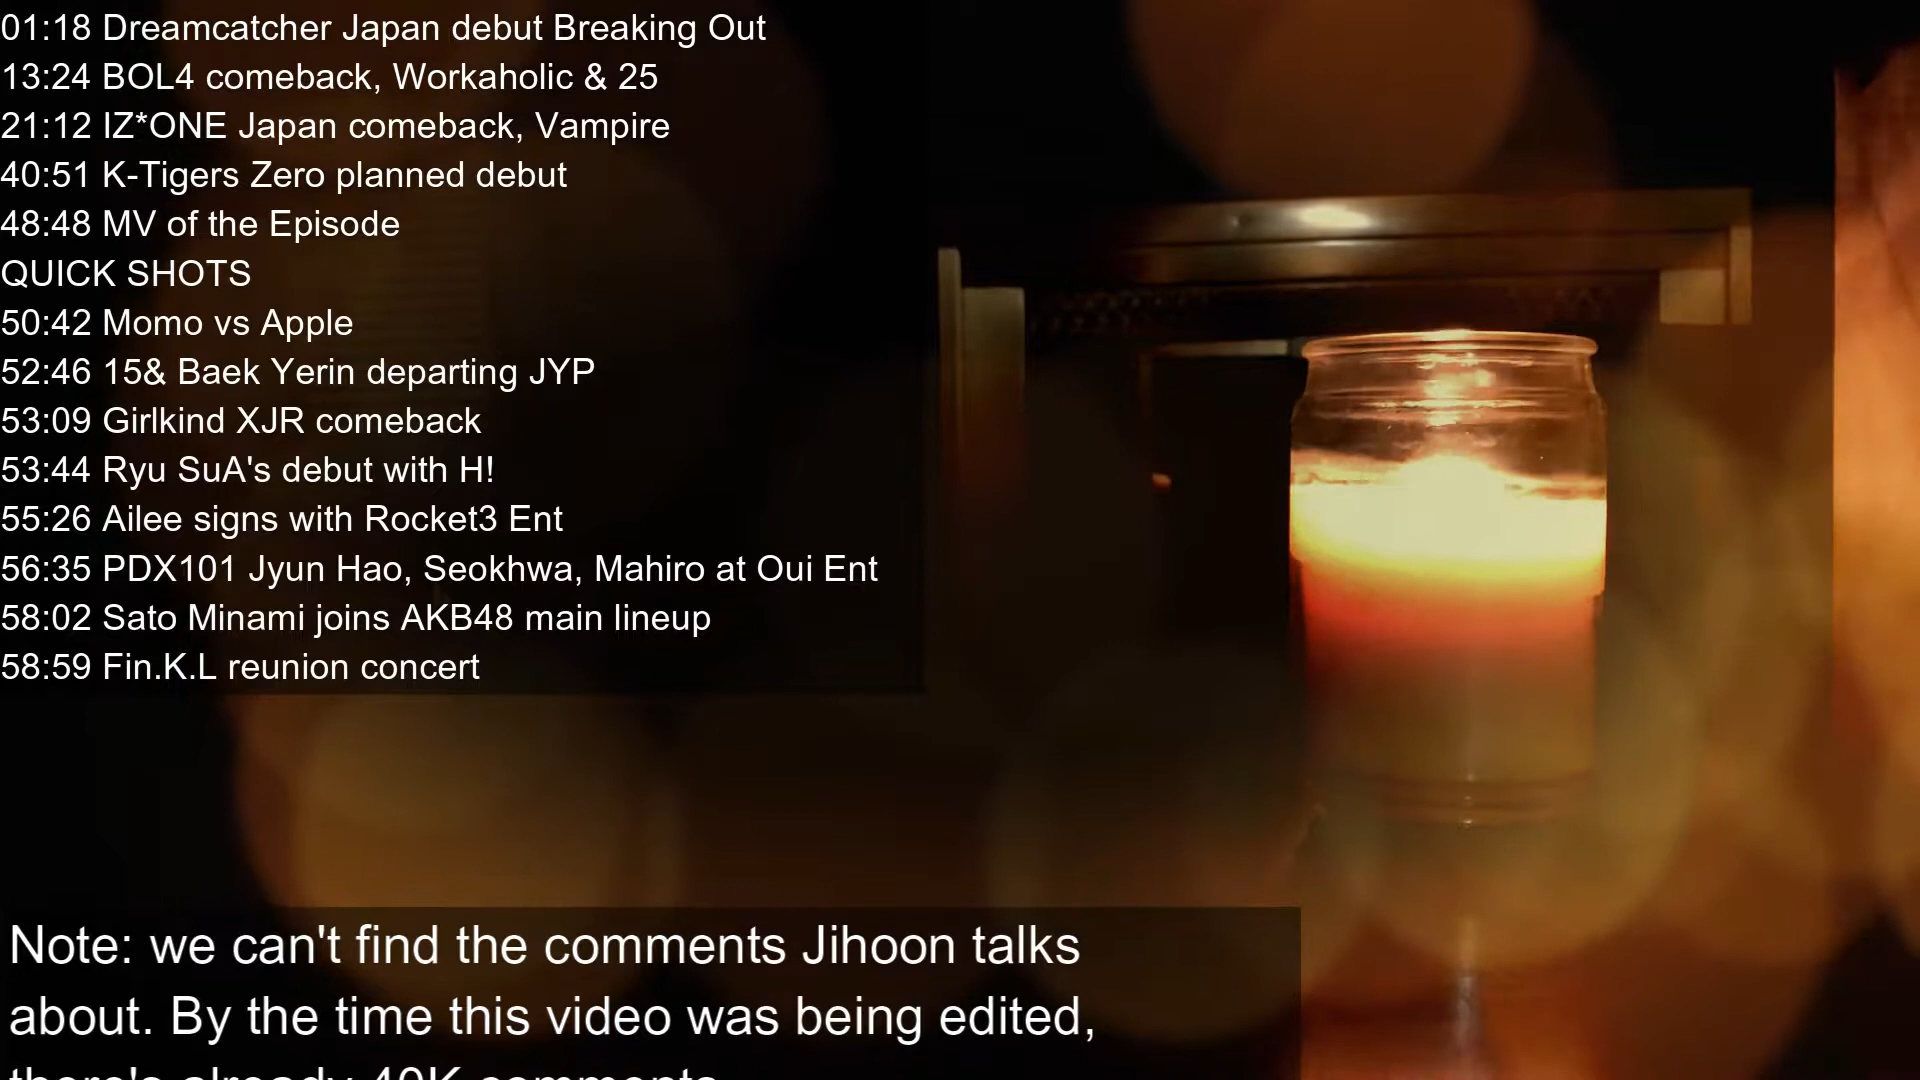 01:18 Dreamcatcher Japan debut Breaking Out
13:24 BOL4 comeback, Workaholic & 25
21:12 IZ*ONE Japan comeback, Vampire
40:51 K-Tigers Zero planned debut
48:48 MV of the Episode
QUICK SHOTS
50:42 Momo vs Apple
52:46 15& Baek Yerin departing JYP
53:09 Girlkind XJR comeback
53:44 Ryu SuA's debut with H!
55:26 Ailee signs with Rocket3 Ent
56:35 PDX101 Jyun Hao, Seokhwa, Mahiro at Oui Ent
58:02 Sato Minami joins AKB48 main lineup
58:59 Fin.K.L reunion concert
Note: we can't find the comments Jihoon talks
about. By the time this video was being edited,
there's already 40K comments